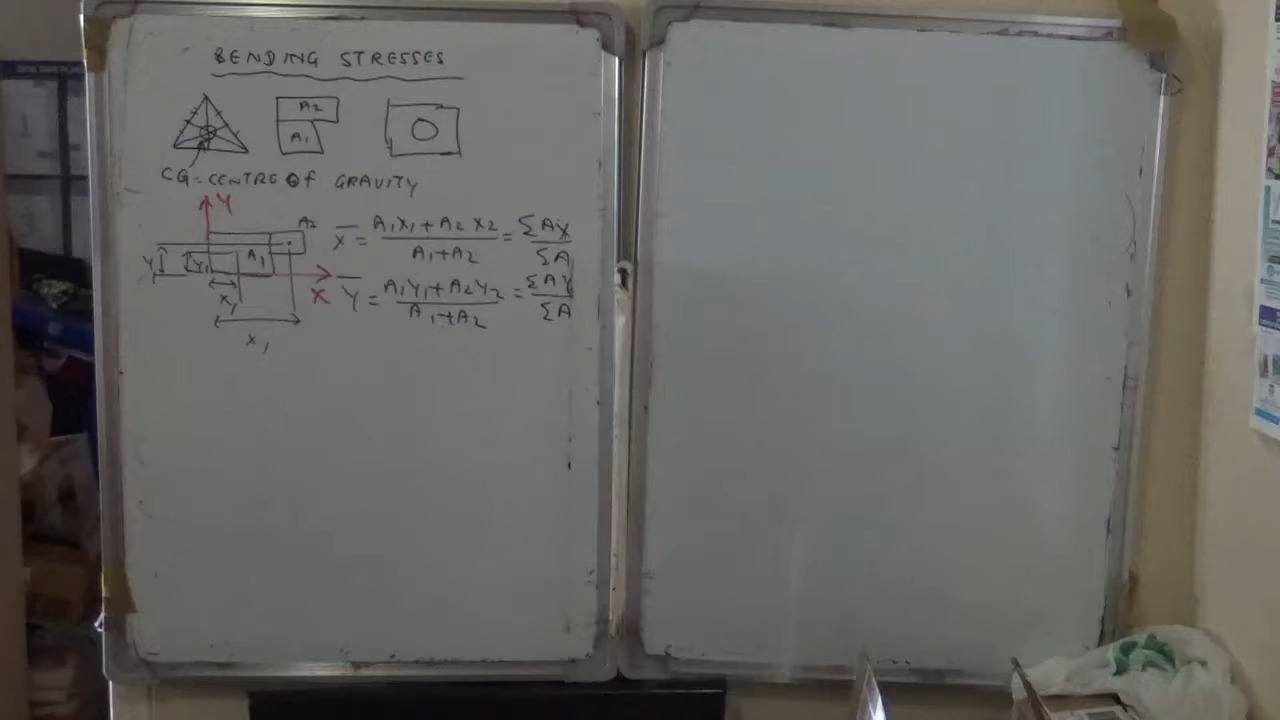 BENDING STRESSES
A2
A1
CG = CENTRE OF GRAVITY
Y
A2
X̄ = A1X1 + A2X2 / A1 + A2 = ΣAX / ΣA
Y1
A1
X
Ȳ = A1Y1 + A2Y2 / A1 + A2 = ΣAY / ΣA
X1